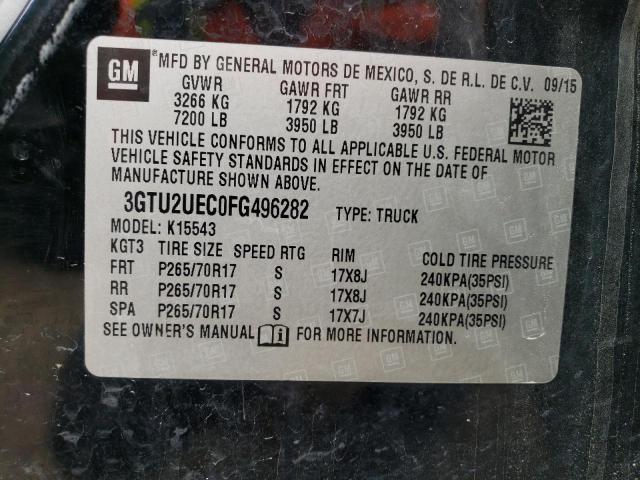 GM ® MFD BY GENERAL MOTORS DE MEXICO, S. DE R.L. DE C.V. 09/15
GVWR GAWR FRT GAWR RR
3266 KG 1792 KG 1792 KG
7200 LB 3950 LB 3950 LB
THIS VEHICLE CONFORMS TO ALL APPLICABLE U.S. FEDERAL MOTOR
VEHICLE SAFETY STANDARDS IN EFFECT ON THE DATE OF
MANUFACTURE SHOWN ABOVE.
3GTU2UEC0FG496282 TYPE: TRUCK
MODEL: K15543
KGT3 TIRE SIZE SPEED RTG RIM COLD TIRE PRESSURE
FRT P265/70R17 S 17X8J 240KPA(35PSI)
RR P265/70R17 S 17X8J 240KPA(35PSI)
SPA P265/70R17 S 17X7J 240KPA(35PSI)
SEE OWNER'S MANUAL FOR MORE INFORMATION.